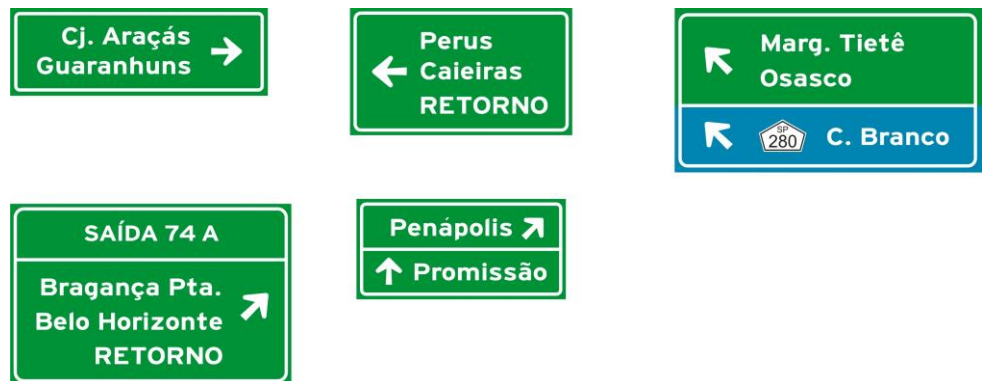 Cj. Araçás
Guaranhuns
Perus
Caieiras
RETORNO
Marg. Tietê
Osasco
SP
280
C. Branco
SAÍDA 74 A
Bragança Pta.
Belo Horizonte
RETORNO
Penápolis
Promissão